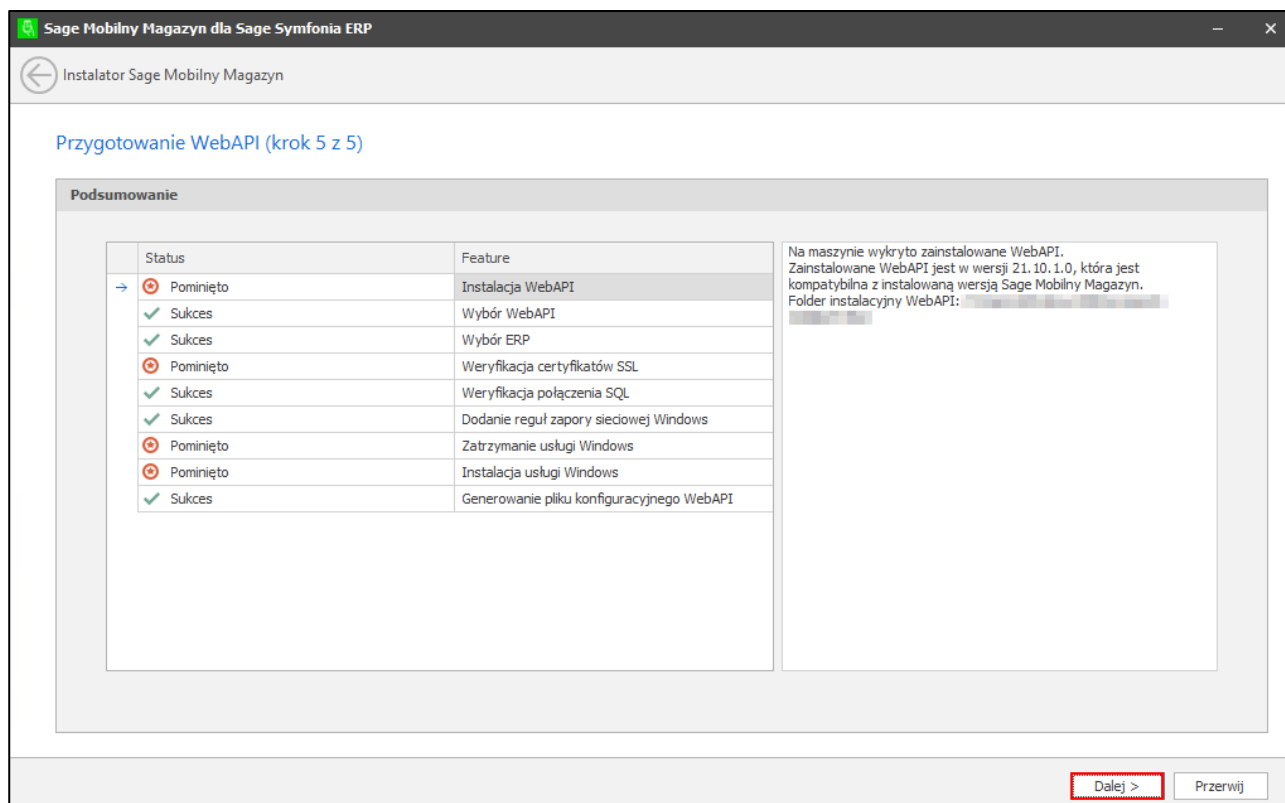 Sage Mobilny Magazyn dla Sage Symfonia ERP
Instalator Sage Mobilny Magazyn
Przygotowanie WebAPI (krok 5 z 5)
Podsumowanie
Status Feature
Pominięto Instalacja WebAPI
Sukces Wybór WebAPI
Sukces Wybór ERP
Pominięto Weryfikacja certyfikatów SSL
Sukces Weryfikacja połączenia SQL
Sukces Dodanie reguł zapory sieciowej Windows
Pominięto Zatrzymanie usługi Windows
Pominięto Instalacja usługi Windows
Sukces Generowanie pliku konfiguracyjnego WebAPI
Na maszynie wykryto zainstalowane WebAPI.
Zainstalowane WebAPI jest w wersji 21.10.1.0, która jest
kompatybilna z instalowaną wersją Sage Mobilny Magazyn.
Folder instalacyjny WebAPI:
Dalej >
Przerwij